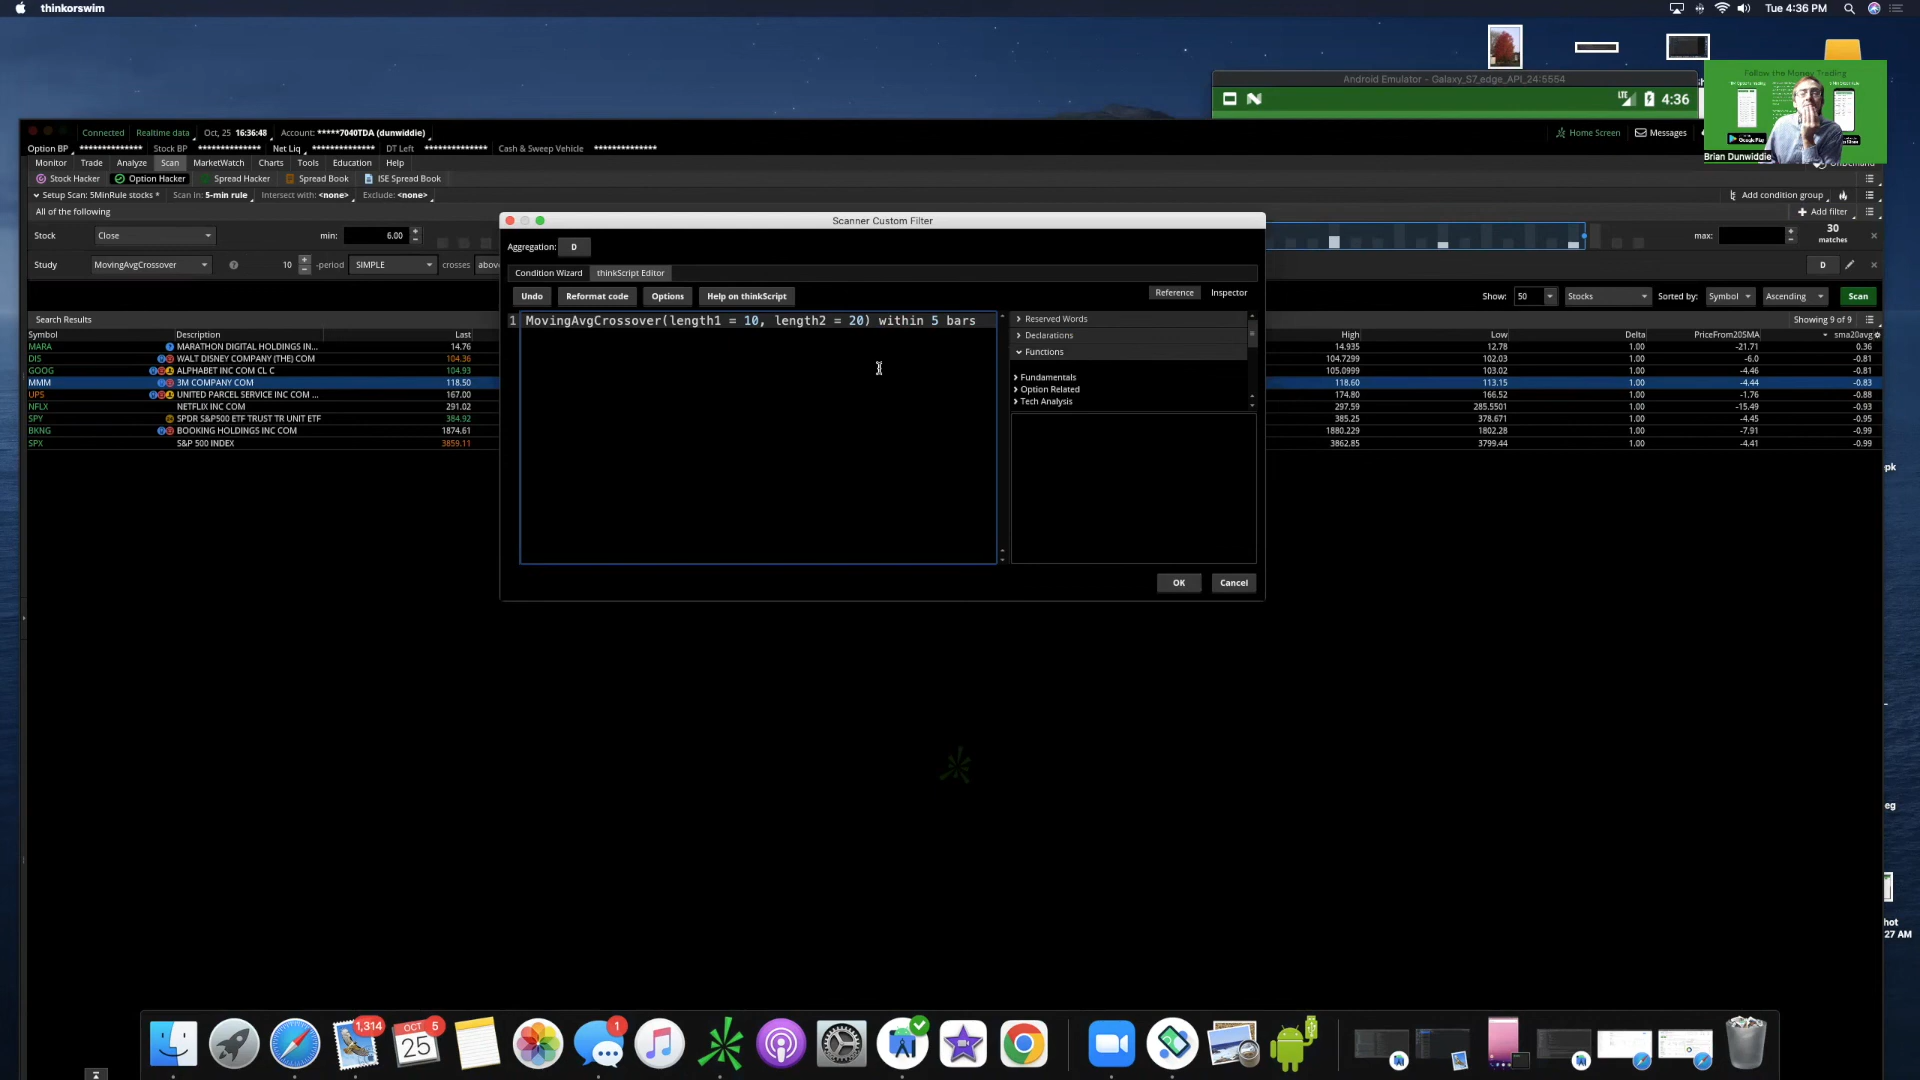 thinkorswim
Tue 4:36 PM
Android Emulator - Galaxy_S7_edge_API_24:5554
LTE 4:36
Follow the Money Trading
Brian Dunwiddie
Connected Realtime data Oct, 25 16:36:48 Account: *****7040TDA (dunwiddie)
Home Screen Messages
Option BP ************** Stock BP ************** Net Liq ************** DT Left ************** Cash & Sweep Vehicle **************
Monitor Trade Analyze Scan MarketWatch Charts Tools Education Help
OnDemand
Stock Hacker Option Hacker Spread Hacker Spread Book ISE Spread Book
Setup Scan: 5MinRule stocks * Scan in: 5-min rule Intersect with: <none> Exclude: <none>
Add condition group
All of the following
Add filter
Stock Close min: 6.00 max: 30 matches
Study MovingAvgCrossover 10 -period SIMPLE crosses above D
Show: 50 Stocks Sorted by: Symbol Ascending Scan
Search Results
Showing 9 of 9
Symbol Description Last High Low Delta PriceFrom20SMA sma20avg
MARA MARATHON DIGITAL HOLDINGS IN... 14.76 14.935 12.78 1.00 -21.71 0.36
DIS WALT DISNEY COMPANY (THE) COM 104.36 104.7299 102.03 1.00 -6.0 -0.81
GOOG ALPHABET INC COM CL C 104.93 105.0999 103.02 1.00 -4.46 -0.81
MMM 3M COMPANY COM 118.50 118.60 113.15 1.00 -4.44 -0.83
UPS UNITED PARCEL SERVICE INC COM ... 167.00 174.80 166.52 1.00 -1.76 -0.88
NFLX NETFLIX INC COM 291.02 297.59 285.5501 1.00 -15.49 -0.93
SPY SPDR S&P500 ETF TRUST TR UNIT ETF 384.92 385.25 378.671 1.00 -4.45 -0.95
BKNG BOOKING HOLDINGS INC COM 1874.61 1880.229 1802.28 1.00 -7.91 -0.99
SPX S&P 500 INDEX 3859.11 3862.85 3799.44 1.00 -4.41 -0.99
Scanner Custom Filter
Aggregation: D
Condition Wizard thinkScript Editor
Undo Reformat code Options Help on thinkScript
Reference Inspector
1 MovingAvgCrossover(length1 = 10, length2 = 20) within 5 bars
Reserved Words
Declarations
Functions
Fundamentals
Option Related
Tech Analysis
OK Cancel
pk
eg
hot
27 AM
1,314
OCT 5
25
1